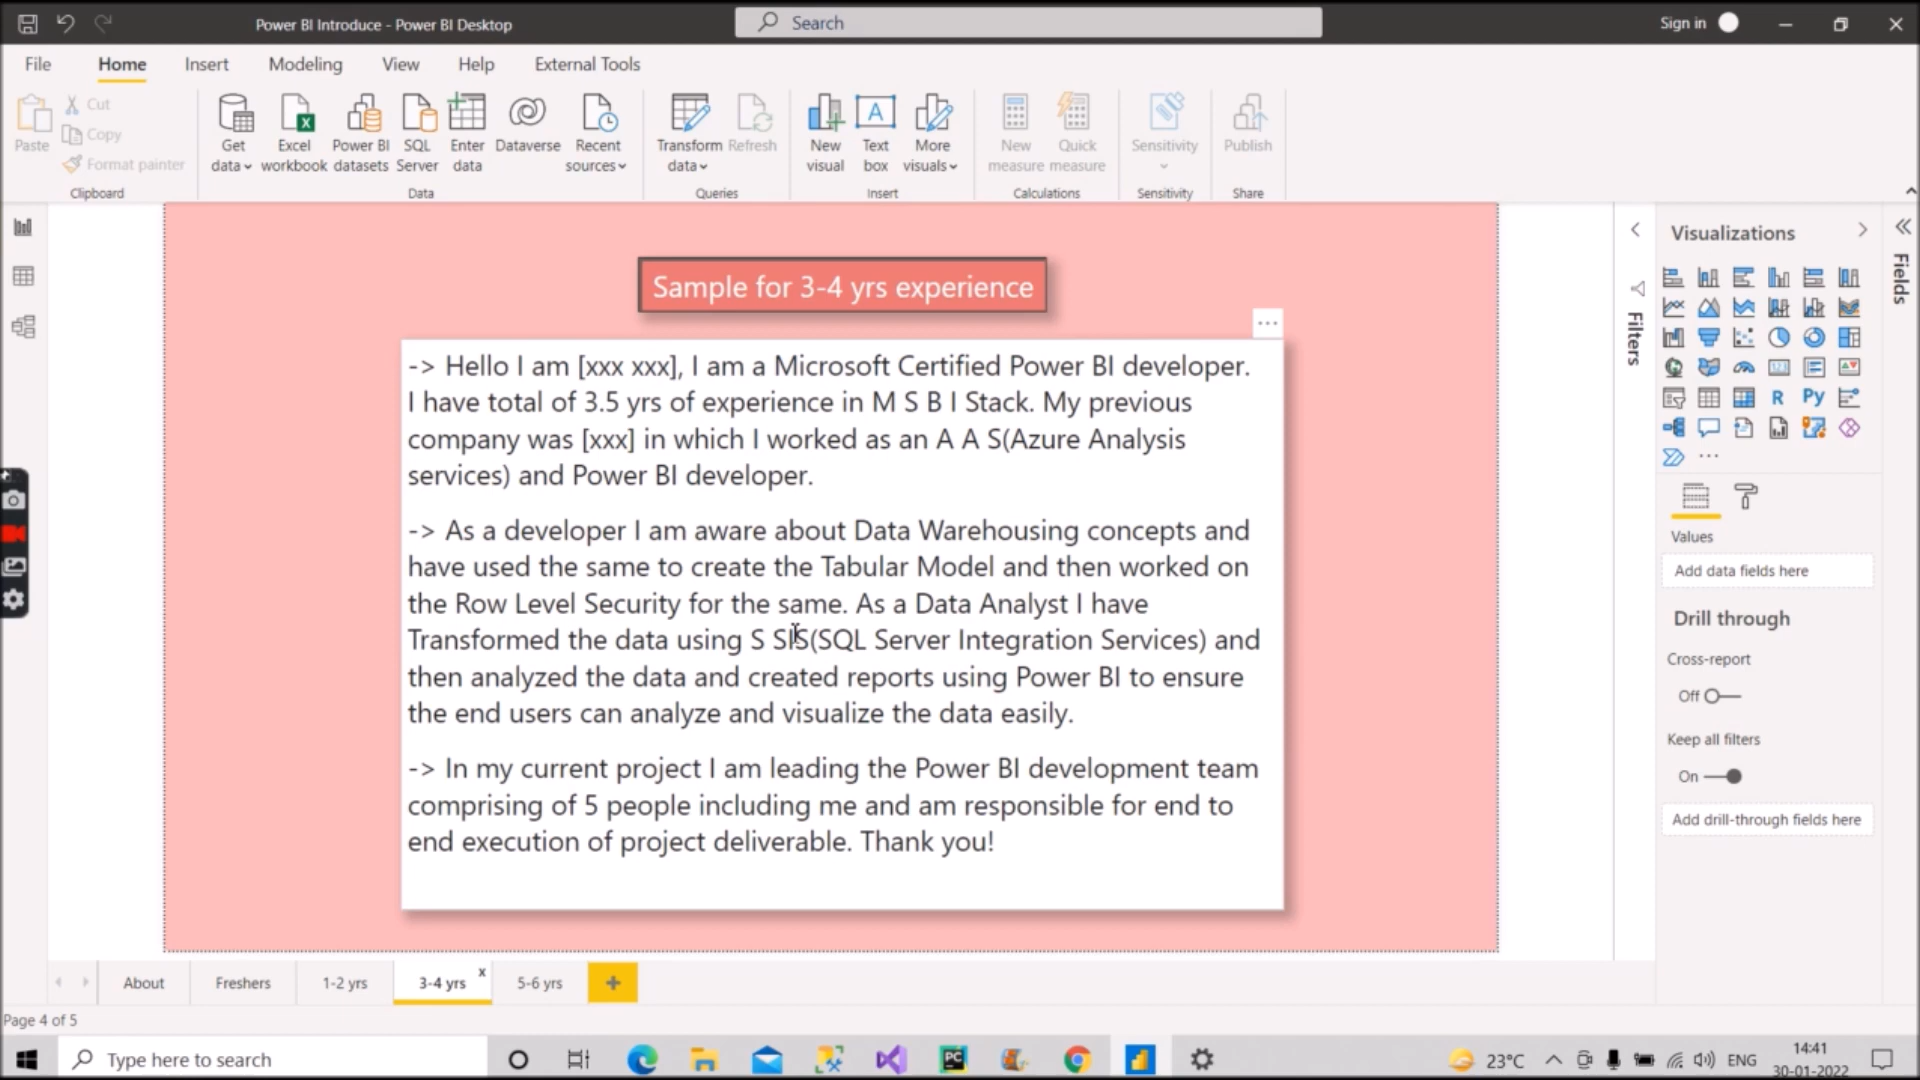 Power BI Introduce - Power BI Desktop
Search
Sign in
File Home Insert Modeling View Help External Tools
Paste
Cut
Copy
Format painter
Clipboard
Get data
Excel workbook
Power BI datasets
SQL Server
Enter data
Dataverse
Recent sources
Data
Transform data
Refresh
Queries
New visual
Text box
More visuals
Insert
New measure
Quick measure
Calculations
Sensitivity
Sensitivity
Publish
Share
Sample for 3-4 yrs experience
-> Hello I am [xxx xxx], I am a Microsoft Certified Power BI developer.
I have total of 3.5 yrs of experience in M S B I Stack. My previous
company was [xxx] in which I worked as an A A S(Azure Analysis
services) and Power BI developer.
-> As a developer I am aware about Data Warehousing concepts and
have used the same to create the Tabular Model and then worked on
the Row Level Security for the same. As a Data Analyst I have
Transformed the data using S SIS(SQL Server Integration Services) and
then analyzed the data and created reports using Power BI to ensure
the end users can analyze and visualize the data easily.
-> In my current project I am leading the Power BI development team
comprising of 5 people including me and am responsible for end to
end execution of project deliverable. Thank you!
Filters
Visualizations
Fields
R Py
123
Values
Add data fields here
Drill through
Cross-report
Off
Keep all filters
On
Add drill-through fields here
About Freshers 1-2 yrs 3-4 yrs x 5-6 yrs +
Page 4 of 5
Type here to search
PC
23°C
ENG
14:41
30-01-2022